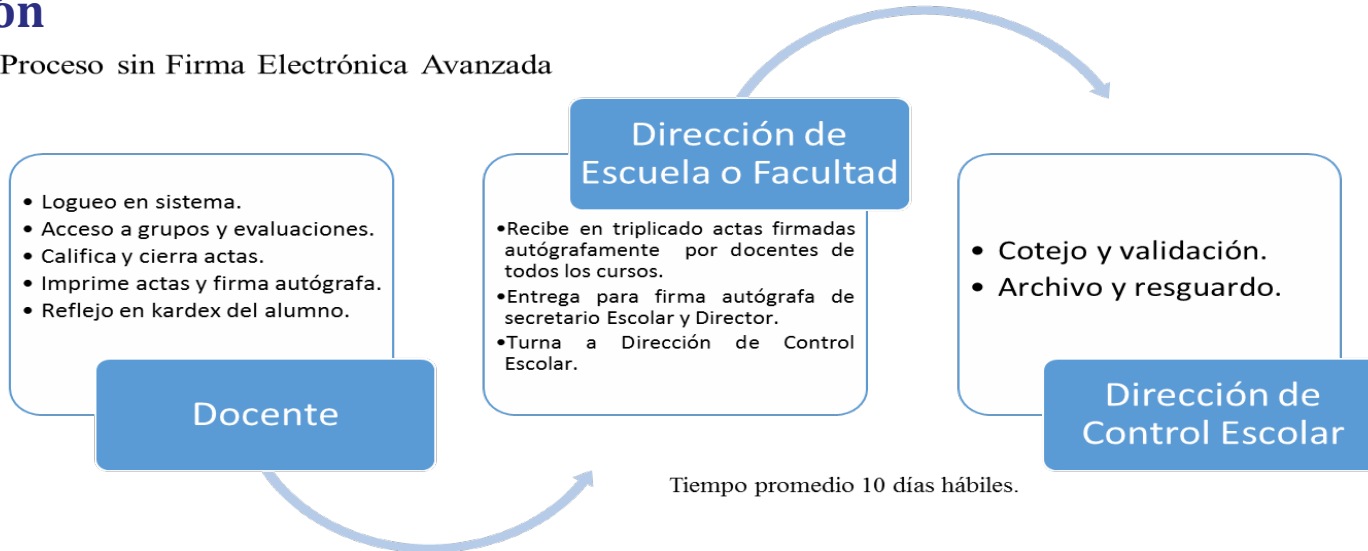 ón
Proceso sin Firma Electrónica Avanzada
• Logueo en sistema.
• Acceso a grupos y evaluaciones.
• Califica y cierra actas.
• Imprime actas y firma autógrafa.
• Reflejo en kardex del alumno.
Docente
Dirección de
Escuela o Facultad
•Recibe en triplicado actas firmadas
autógrafamente por docentes de
todos los cursos.
•Entrega para firma autógrafa de
secretario Escolar y Director.
•Turna a Dirección de Control
Escolar.
• Cotejo y validación.
• Archivo y resguardo.
Dirección de
Control Escolar
Tiempo promedio 10 días hábiles.